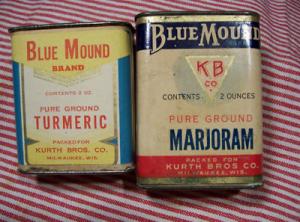 BLUE MOUND
BRAND
CONTENTS 2 OZ.
PURE GROUND
TURMERIC
PACKED FOR
KURTH BROS. CO.
MILWAUKEE, WIS.
BLUE MOUND
KB
CO
CONTENTS 2 OUNCES
PURE GROUND
MARJORAM
PACKED FOR
KURTH BROS CO.
MILWAUKEE, WIS.